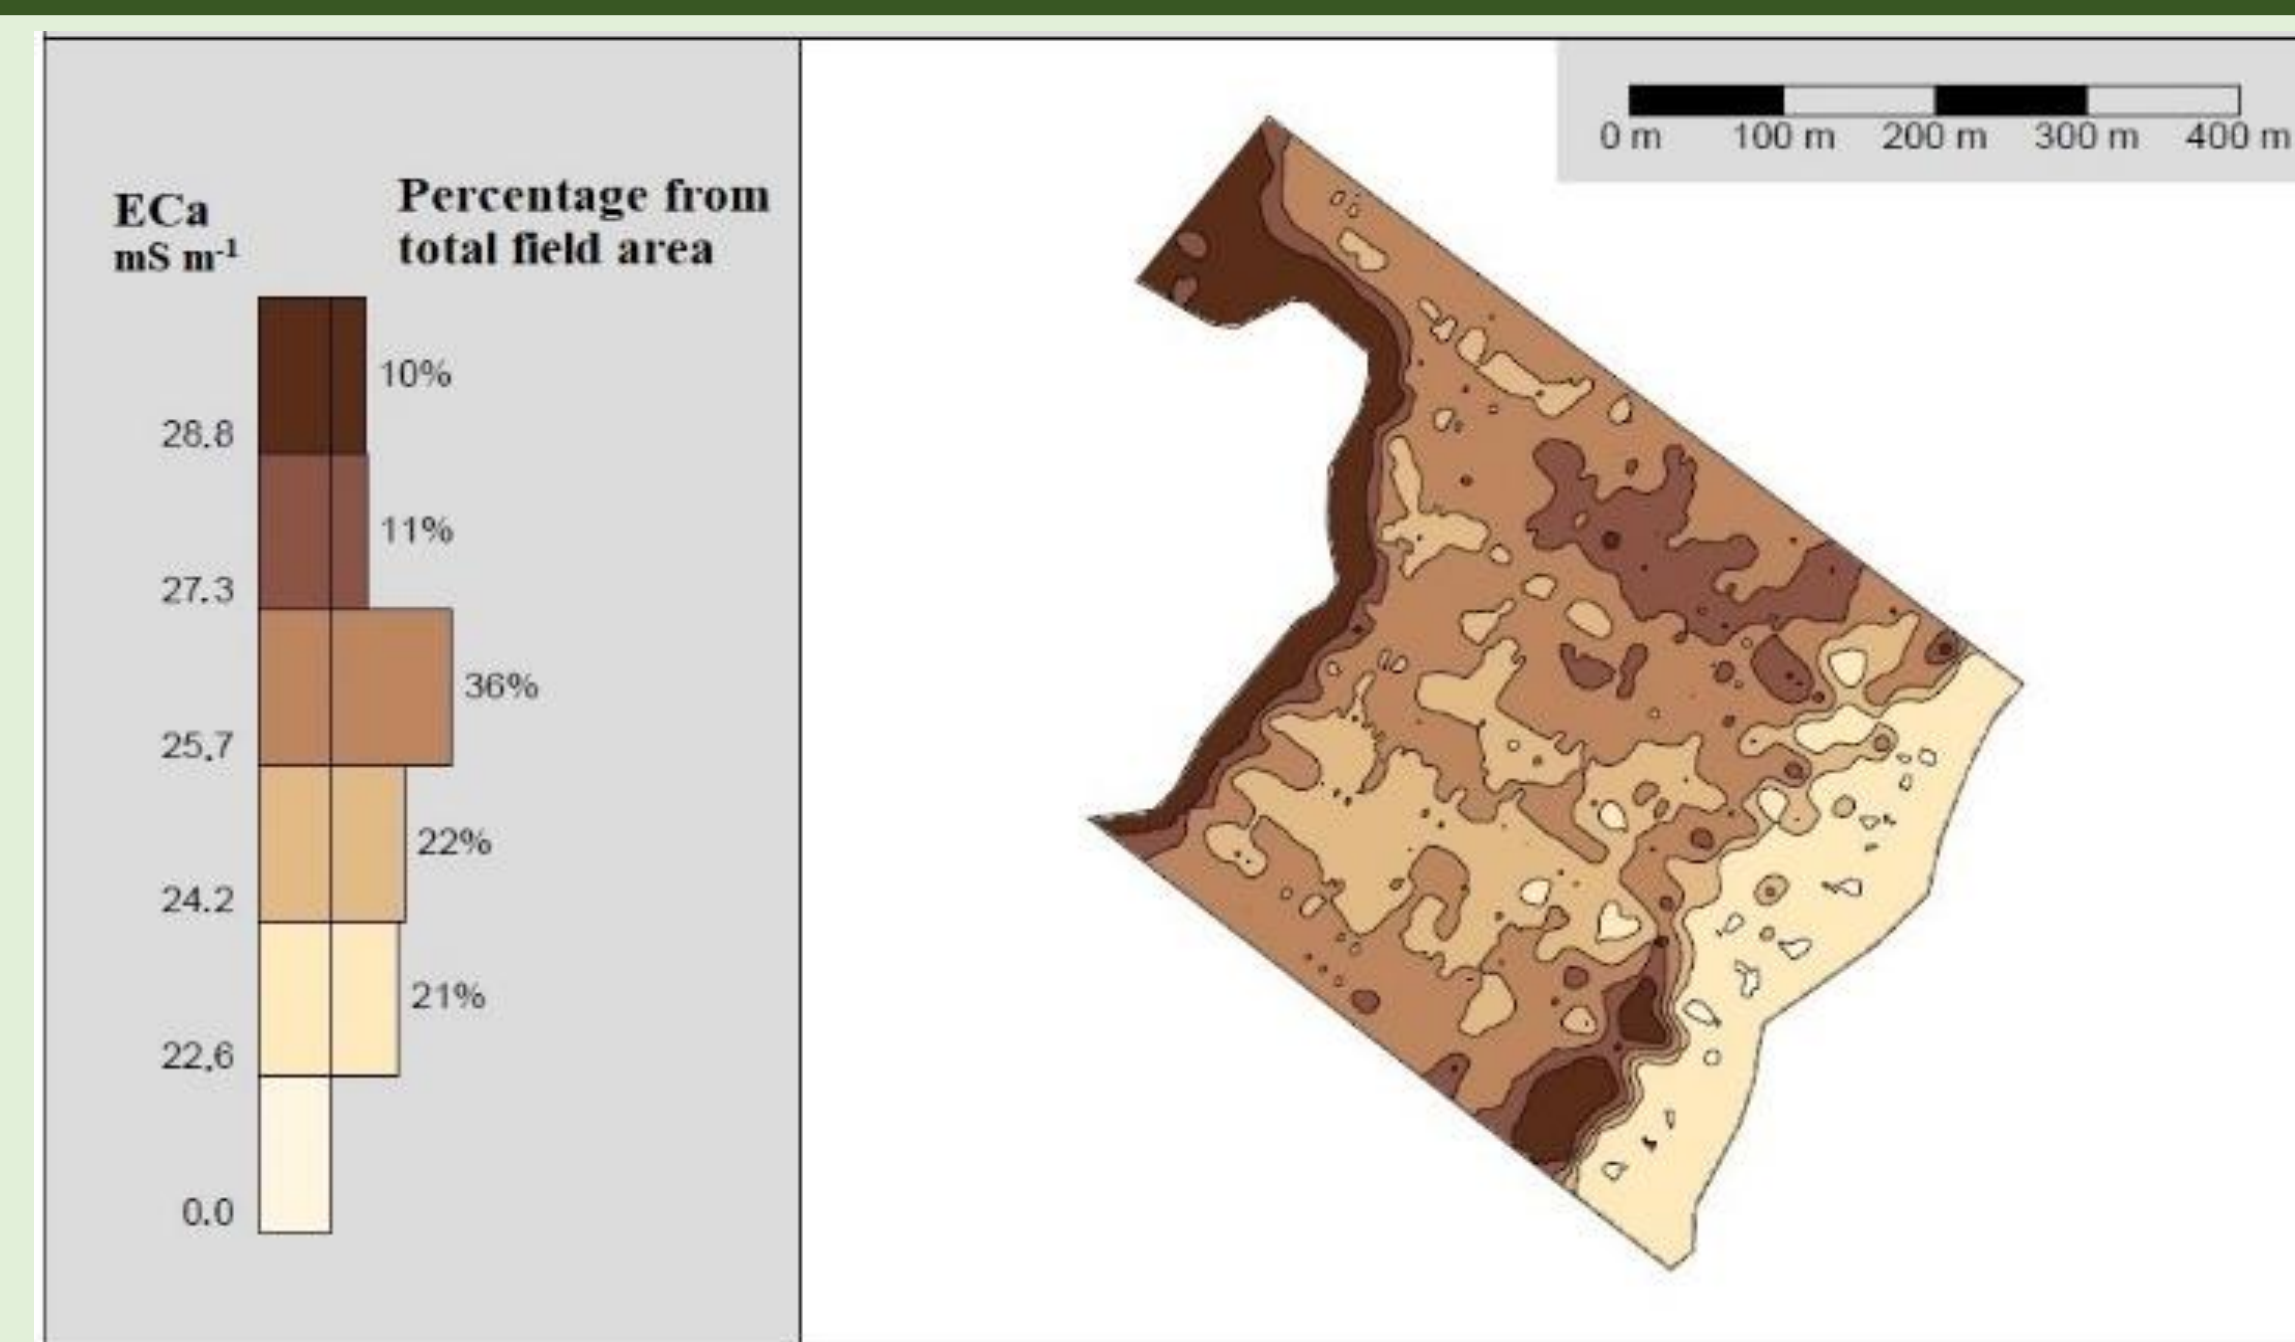 0 m 100 m 200 m 300 m 400 m
ECa
mS m-1
Percentage from
total field area
10%
28.8
11%
27.3
36%
25.7
22%
24.2
21%
22.6
0.0